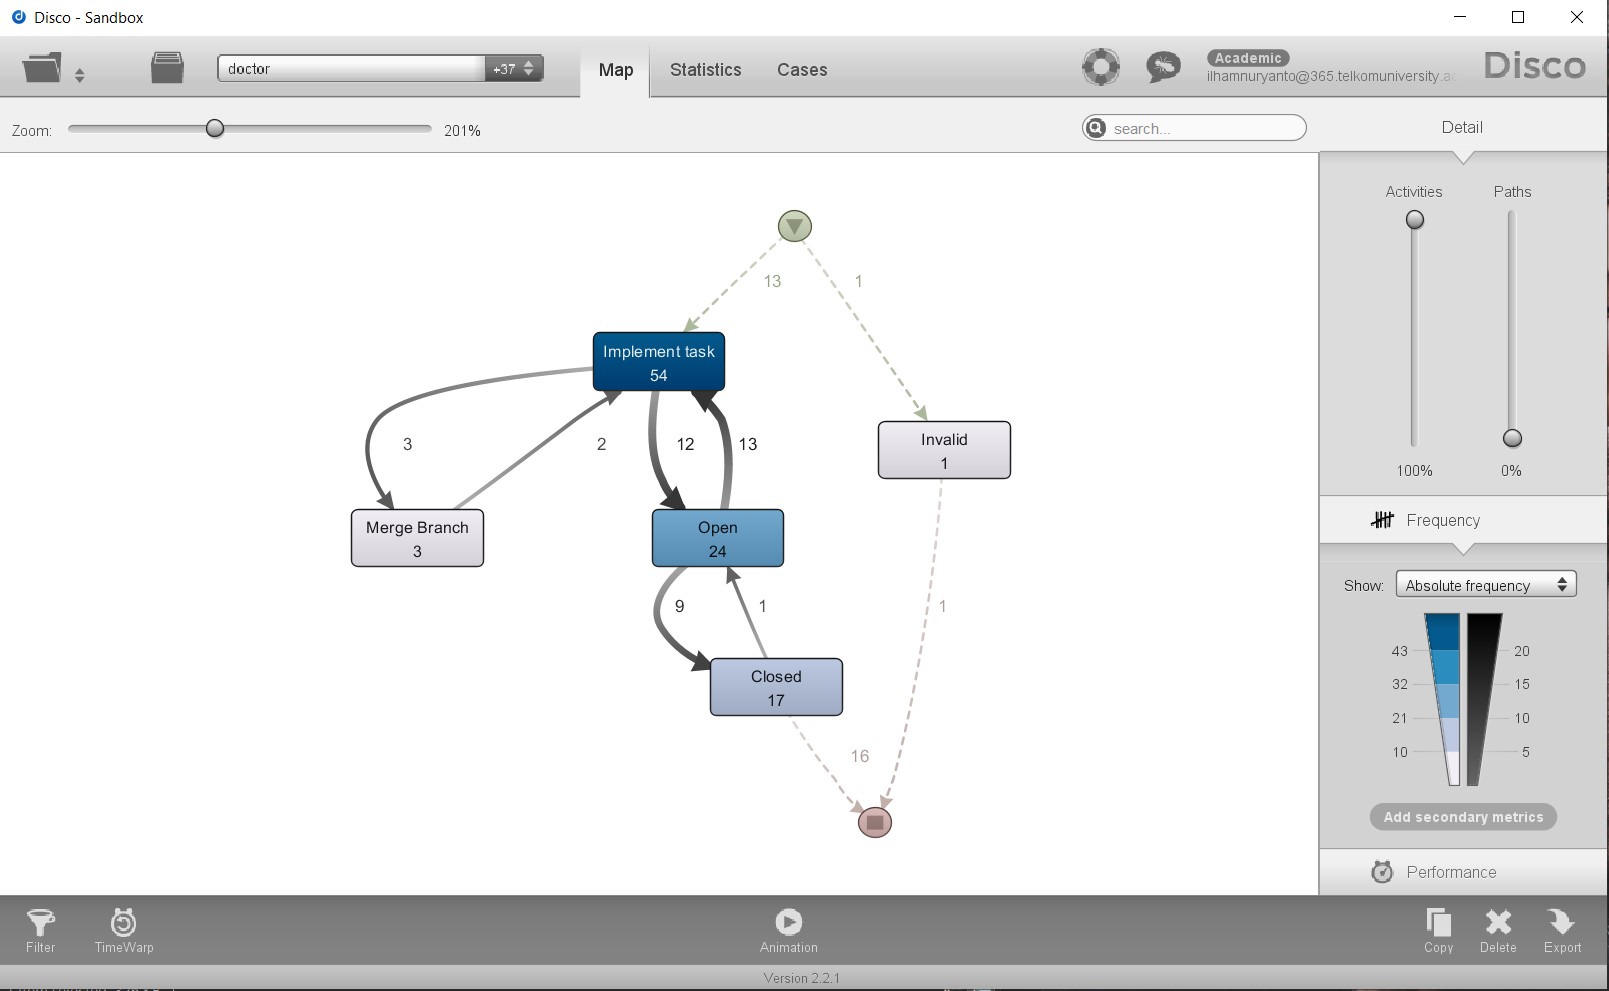 Disco - Sandbox
doctor
+37
Map
Statistics
Cases
Academic
ilhamnuryanto@365.telkomuniversity.ac
Disco
Zoom:
201%
search...
Detail
Activities
Paths
100%
0%
13
1
Implement task
54
3
2
12
13
Invalid
1
Merge Branch
3
Open
24
9
1
1
Closed
17
16
Frequency
Show:
Absolute frequency
43
20
32
15
21
10
10
5
Add secondary metrics
Performance
Filter
TimeWarp
Animation
Copy
Delete
Export
Version 2.2.1